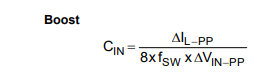 Boost
C_IN = ΔI_L–PP / 8 x f_SW x ΔV_IN–PP